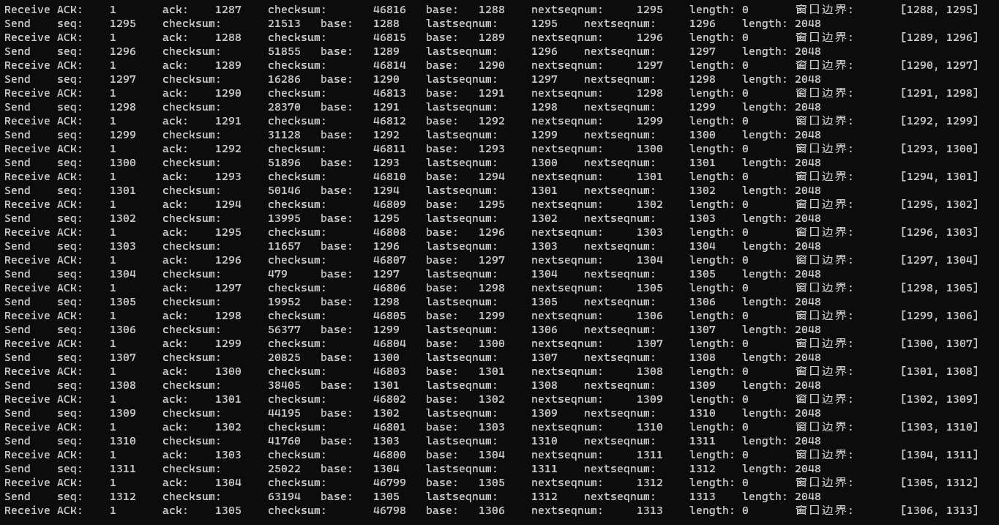 Receive ACK: 1 ack: 1287 checksum: 46816 base: 1288 nextseqnum: 1295 length: 0 窗口边界: [1288, 1295]
Send seq: 1295 checksum: 21513 base: 1288 lastseqnum: 1295 nextseqnum: 1296 length: 2048
Receive ACK: 1 ack: 1288 checksum: 46815 base: 1289 nextseqnum: 1296 length: 0 窗口边界: [1289, 1296]
Send seq: 1296 checksum: 51855 base: 1289 lastseqnum: 1296 nextseqnum: 1297 length: 2048
Receive ACK: 1 ack: 1289 checksum: 46814 base: 1290 nextseqnum: 1297 length: 0 窗口边界: [1290, 1297]
Send seq: 1297 checksum: 16286 base: 1290 lastseqnum: 1297 nextseqnum: 1298 length: 2048
Receive ACK: 1 ack: 1290 checksum: 46813 base: 1291 nextseqnum: 1298 length: 0 窗口边界: [1291, 1298]
Send seq: 1298 checksum: 28370 base: 1291 lastseqnum: 1298 nextseqnum: 1299 length: 2048
Receive ACK: 1 ack: 1291 checksum: 46812 base: 1292 nextseqnum: 1299 length: 0 窗口边界: [1292, 1299]
Send seq: 1299 checksum: 31128 base: 1292 lastseqnum: 1299 nextseqnum: 1300 length: 2048
Receive ACK: 1 ack: 1292 checksum: 46811 base: 1293 nextseqnum: 1300 length: 0 窗口边界: [1293, 1300]
Send seq: 1300 checksum: 51896 base: 1293 lastseqnum: 1300 nextseqnum: 1301 length: 2048
Receive ACK: 1 ack: 1293 checksum: 46810 base: 1294 nextseqnum: 1301 length: 0 窗口边界: [1294, 1301]
Send seq: 1301 checksum: 50146 base: 1294 lastseqnum: 1301 nextseqnum: 1302 length: 2048
Receive ACK: 1 ack: 1294 checksum: 46809 base: 1295 nextseqnum: 1302 length: 0 窗口边界: [1295, 1302]
Send seq: 1302 checksum: 13995 base: 1295 lastseqnum: 1302 nextseqnum: 1303 length: 2048
Receive ACK: 1 ack: 1295 checksum: 46808 base: 1296 nextseqnum: 1303 length: 0 窗口边界: [1296, 1303]
Send seq: 1303 checksum: 11657 base: 1296 lastseqnum: 1303 nextseqnum: 1304 length: 2048
Receive ACK: 1 ack: 1296 checksum: 46807 base: 1297 nextseqnum: 1304 length: 0 窗口边界: [1297, 1304]
Send seq: 1304 checksum: 479 base: 1297 lastseqnum: 1304 nextseqnum: 1305 length: 2048
Receive ACK: 1 ack: 1297 checksum: 46806 base: 1298 nextseqnum: 1305 length: 0 窗口边界: [1298, 1305]
Send seq: 1305 checksum: 19952 base: 1298 lastseqnum: 1305 nextseqnum: 1306 length: 2048
Receive ACK: 1 ack: 1298 checksum: 46805 base: 1299 nextseqnum: 1306 length: 0 窗口边界: [1299, 1306]
Send seq: 1306 checksum: 56377 base: 1299 lastseqnum: 1306 nextseqnum: 1307 length: 2048
Receive ACK: 1 ack: 1299 checksum: 46804 base: 1300 nextseqnum: 1307 length: 0 窗口边界: [1300, 1307]
Send seq: 1307 checksum: 20825 base: 1300 lastseqnum: 1307 nextseqnum: 1308 length: 2048
Receive ACK: 1 ack: 1300 checksum: 46803 base: 1301 nextseqnum: 1308 length: 0 窗口边界: [1301, 1308]
Send seq: 1308 checksum: 38405 base: 1301 lastseqnum: 1308 nextseqnum: 1309 length: 2048
Receive ACK: 1 ack: 1301 checksum: 46802 base: 1302 nextseqnum: 1309 length: 0 窗口边界: [1302, 1309]
Send seq: 1309 checksum: 44195 base: 1302 lastseqnum: 1309 nextseqnum: 1310 length: 2048
Receive ACK: 1 ack: 1302 checksum: 46801 base: 1303 nextseqnum: 1310 length: 0 窗口边界: [1303, 1310]
Send seq: 1310 checksum: 41760 base: 1303 lastseqnum: 1310 nextseqnum: 1311 length: 2048
Receive ACK: 1 ack: 1303 checksum: 46800 base: 1304 nextseqnum: 1311 length: 0 窗口边界: [1304, 1311]
Send seq: 1311 checksum: 25022 base: 1304 lastseqnum: 1311 nextseqnum: 1312 length: 2048
Receive ACK: 1 ack: 1304 checksum: 46799 base: 1305 nextseqnum: 1312 length: 0 窗口边界: [1305, 1312]
Send seq: 1312 checksum: 63194 base: 1305 lastseqnum: 1312 nextseqnum: 1313 length: 2048
Receive ACK: 1 ack: 1305 checksum: 46798 base: 1306 nextseqnum: 1313 length: 0 窗口边界: [1306, 1313]